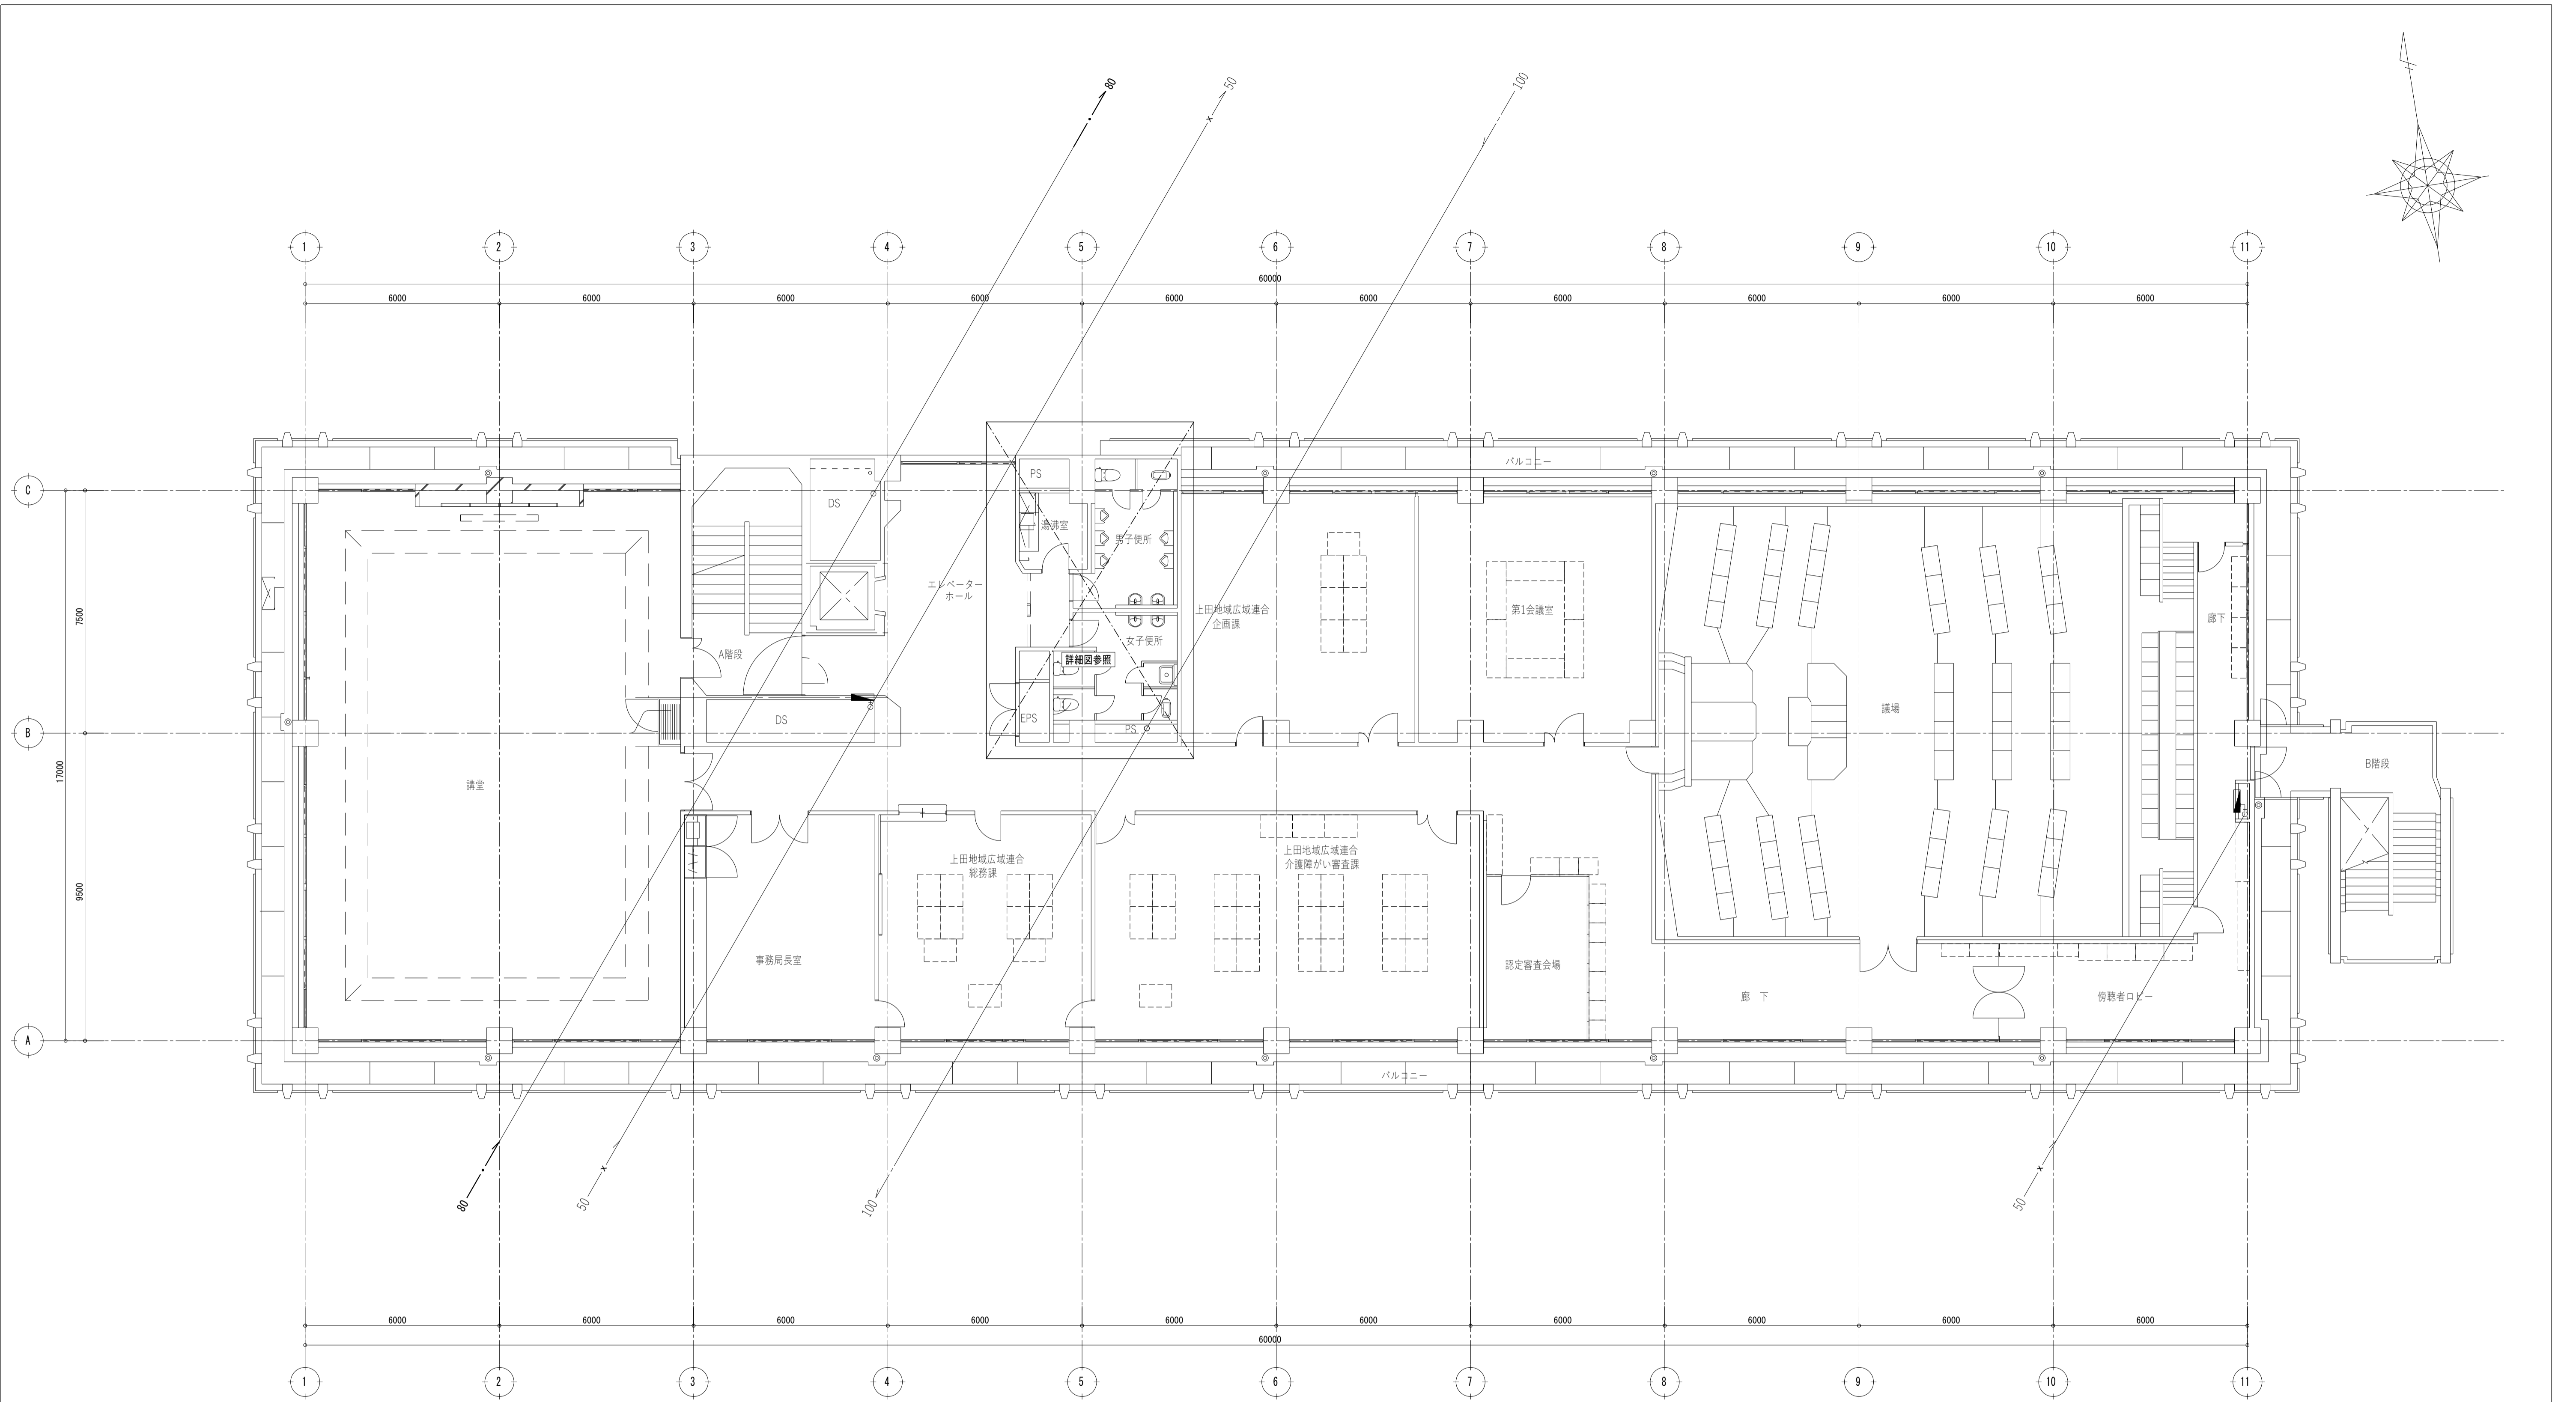 80
50
100
1
2
3
4
5
6
7
8
9
10
11
60000
6000
6000
6000
6000
6000
6000
6000
6000
6000
6000
C
B
A
7500
17000
9500
バルコニー
PS
DS
湯沸室
男子便所
エレベーター
ホール
上田地域広域連合
企画課
第1会議室
廊下
女子便所
A階段
詳細図参照
議場
DS
EPS
PS
B階段
講堂
上田地域広域連合
総務課
上田地域広域連合
介護障がい審査課
事務局長室
認定審査会場
廊 下
傍聴者ロビー
バルコニー
80
50
100
50
6000
6000
6000
6000
6000
6000
6000
6000
6000
6000
60000
1
2
3
4
5
6
7
8
9
10
11